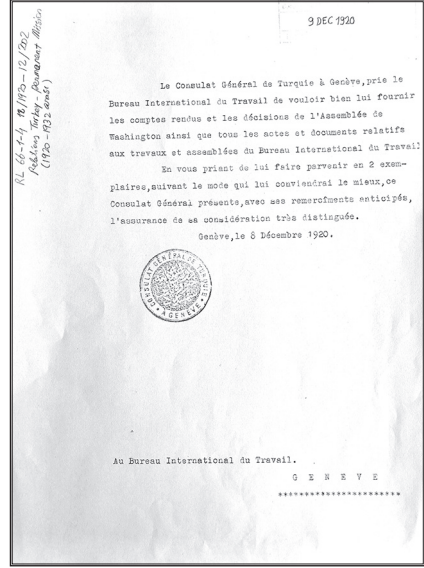 9 DEC 1920
RL 66-1-4 12/1920-12/202
Relations Turkey - Permanent Mission
(1920-1932 arası)
Le Consulat Général de Turquie à Genève,prie le
Bureau International du Travail de vouloir bien lui fournir
les comptes rendus et les décisions de l'Assemblée de
Washington ainsi que tous les actes et documents relatifs
aux travaux et assemblées du Bureau International du Travail
En vous priant de lui faire parvenir en 2 exem-
plaires,suivant le mode qui lui conviendrai le mieux,ce
Consulat Général présente,avec ses remercîments anticipés,
l'assurance de sa considération très distinguée.
Genève,le 8 Décembre 1920.
CONSULAT GÉNÉRAL DE TURQUIE
A GENÈVE
Au Bureau International du Travail.
G E N E V E
***********************